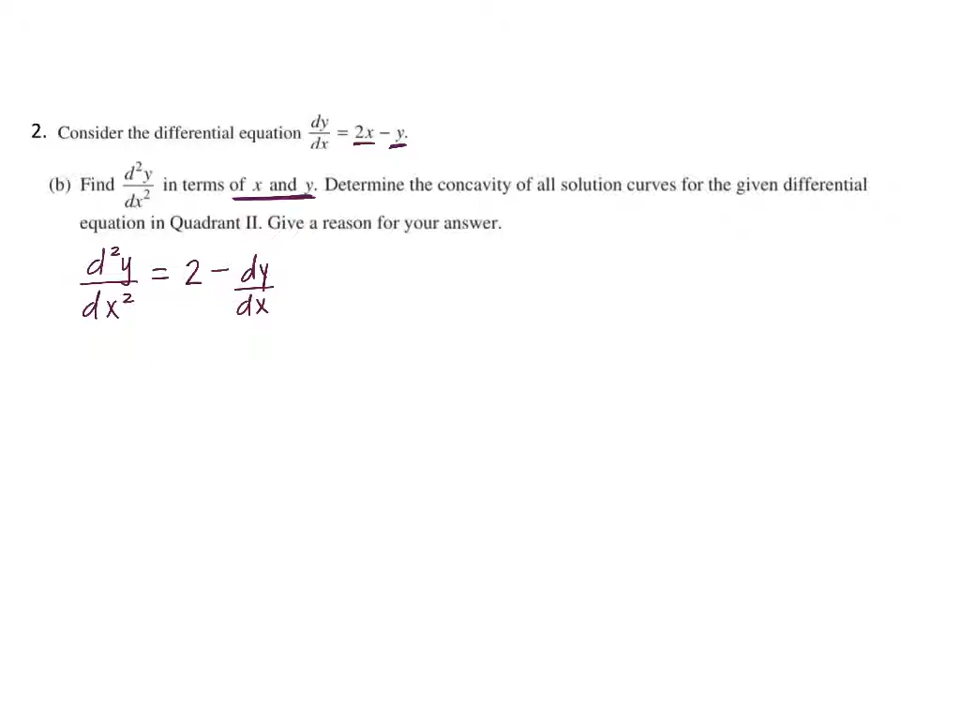 2. Consider the differential equation dy/dx = 2x − y.
(b) Find d²y/dx² in terms of x and y. Determine the concavity of all solution curves for the given differential
equation in Quadrant II. Give a reason for your answer.
d²y/dx² = 2 − dy/dx